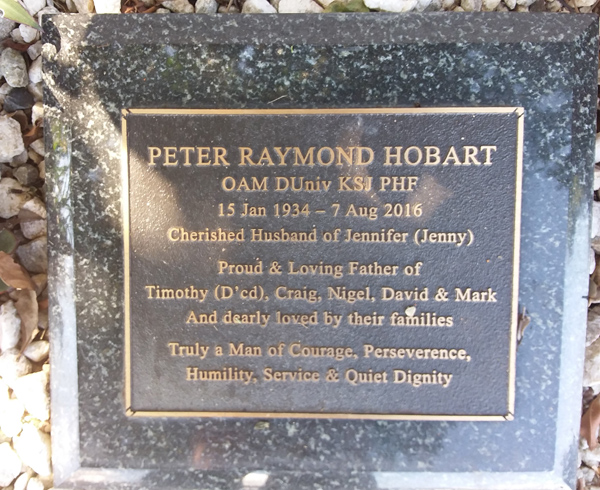 PETER RAYMOND HOBART
OAM DUniv KSJ PHF
15 Jan 1934 – 7 Aug 2016
Cherished Husband of Jennifer (Jenny)
Proud & Loving Father of
Timothy (D'cd), Craig, Nigel, David & Mark
And dearly loved by their families
Truly a Man of Courage, Perseverence,
Humility, Service & Quiet Dignity